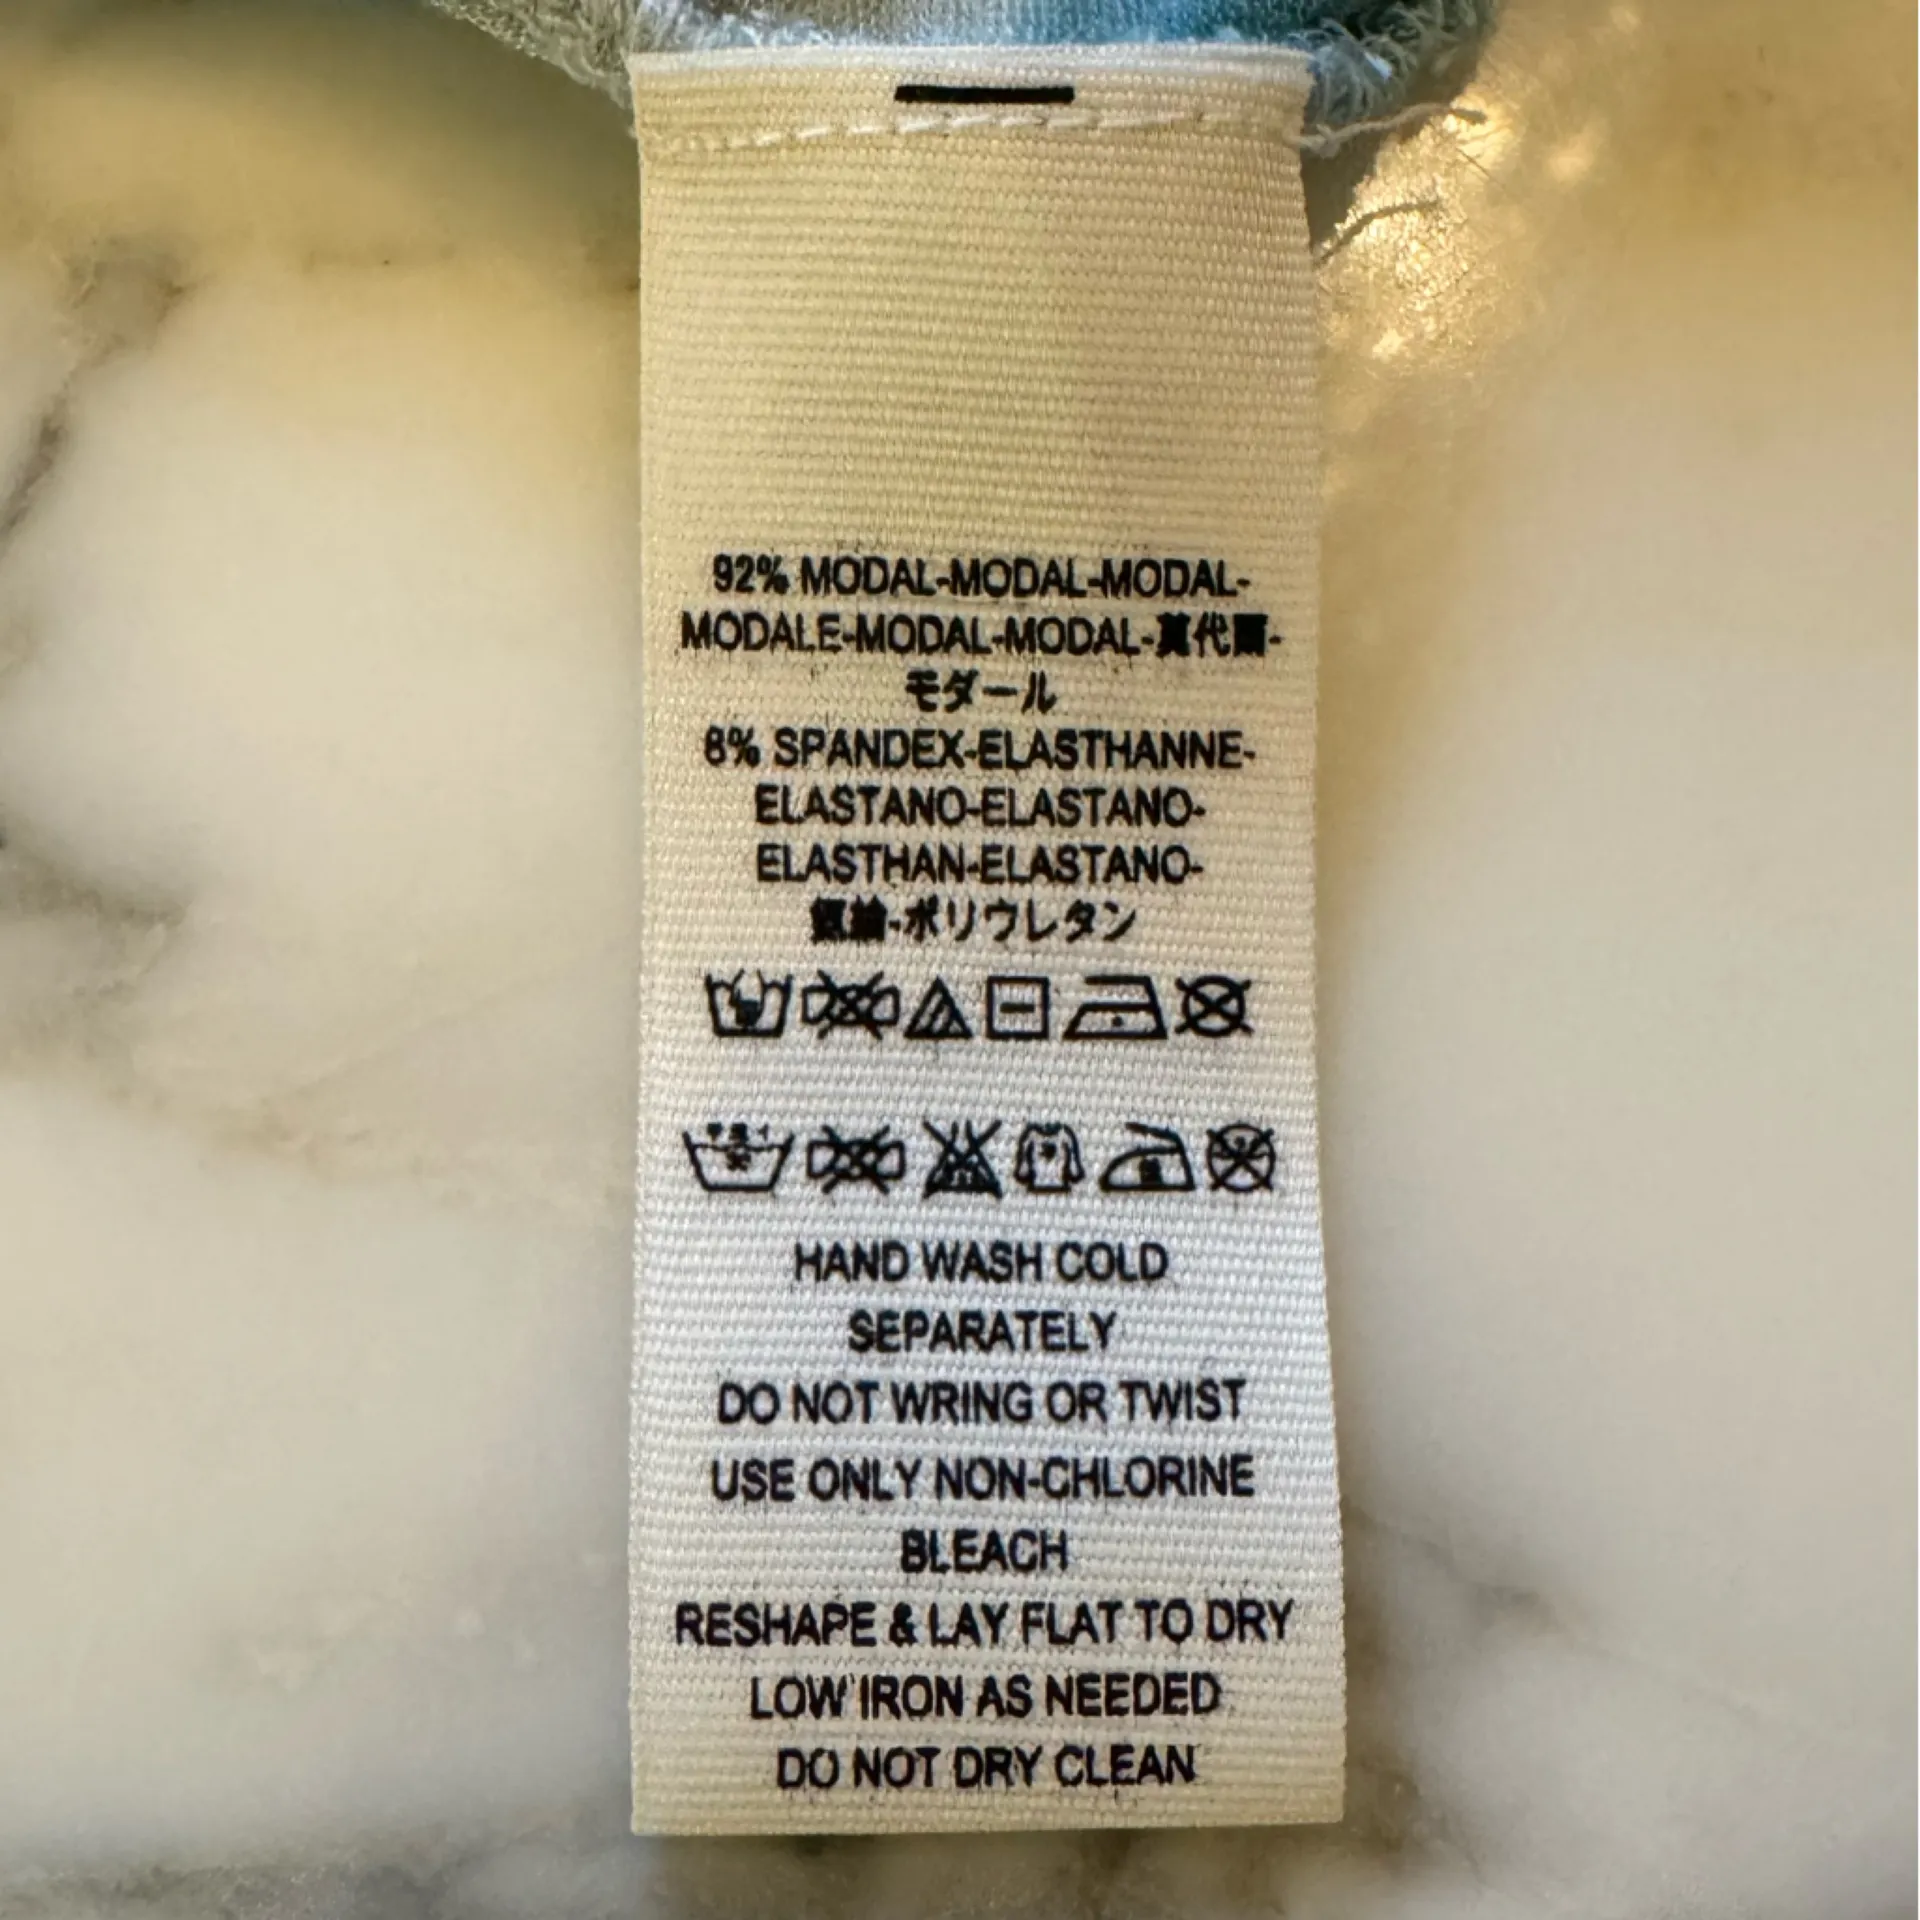 92% MODAL-MODAL-MODAL-
MODALE-MODAL-MODAL-莫代爾-
モダール
8% SPANDEX-ELASTHANNE-
ELASTANO-ELASTANO-
ELASTHAN-ELASTANO-
氨綸-ポリウレタン
HAND WASH COLD
SEPARATELY
DO NOT WRING OR TWIST
USE ONLY NON-CHLORINE
BLEACH
RESHAPE & LAY FLAT TO DRY
LOW IRON AS NEEDED
DO NOT DRY CLEAN